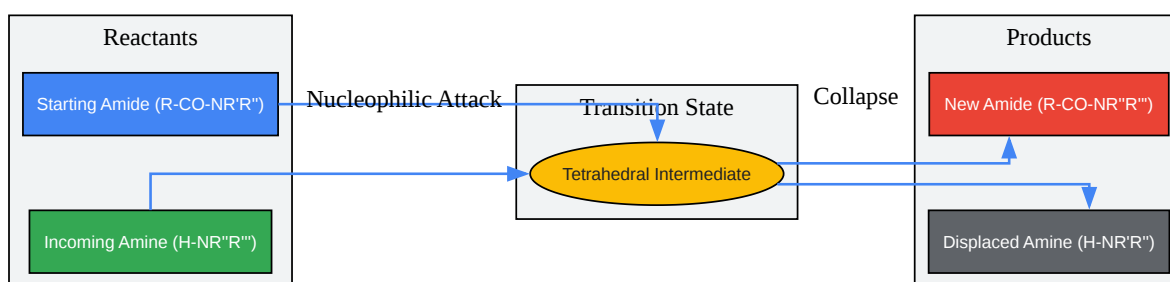 Reactants
Starting Amide (R-CO-NR'R")
Incoming Amine (H-NR"R"')
Nucleophilic Attack
Transition State
Tetrahedral Intermediate
Collapse
Products
New Amide (R-CO-NR"R"')
Displaced Amine (H-NR'R")